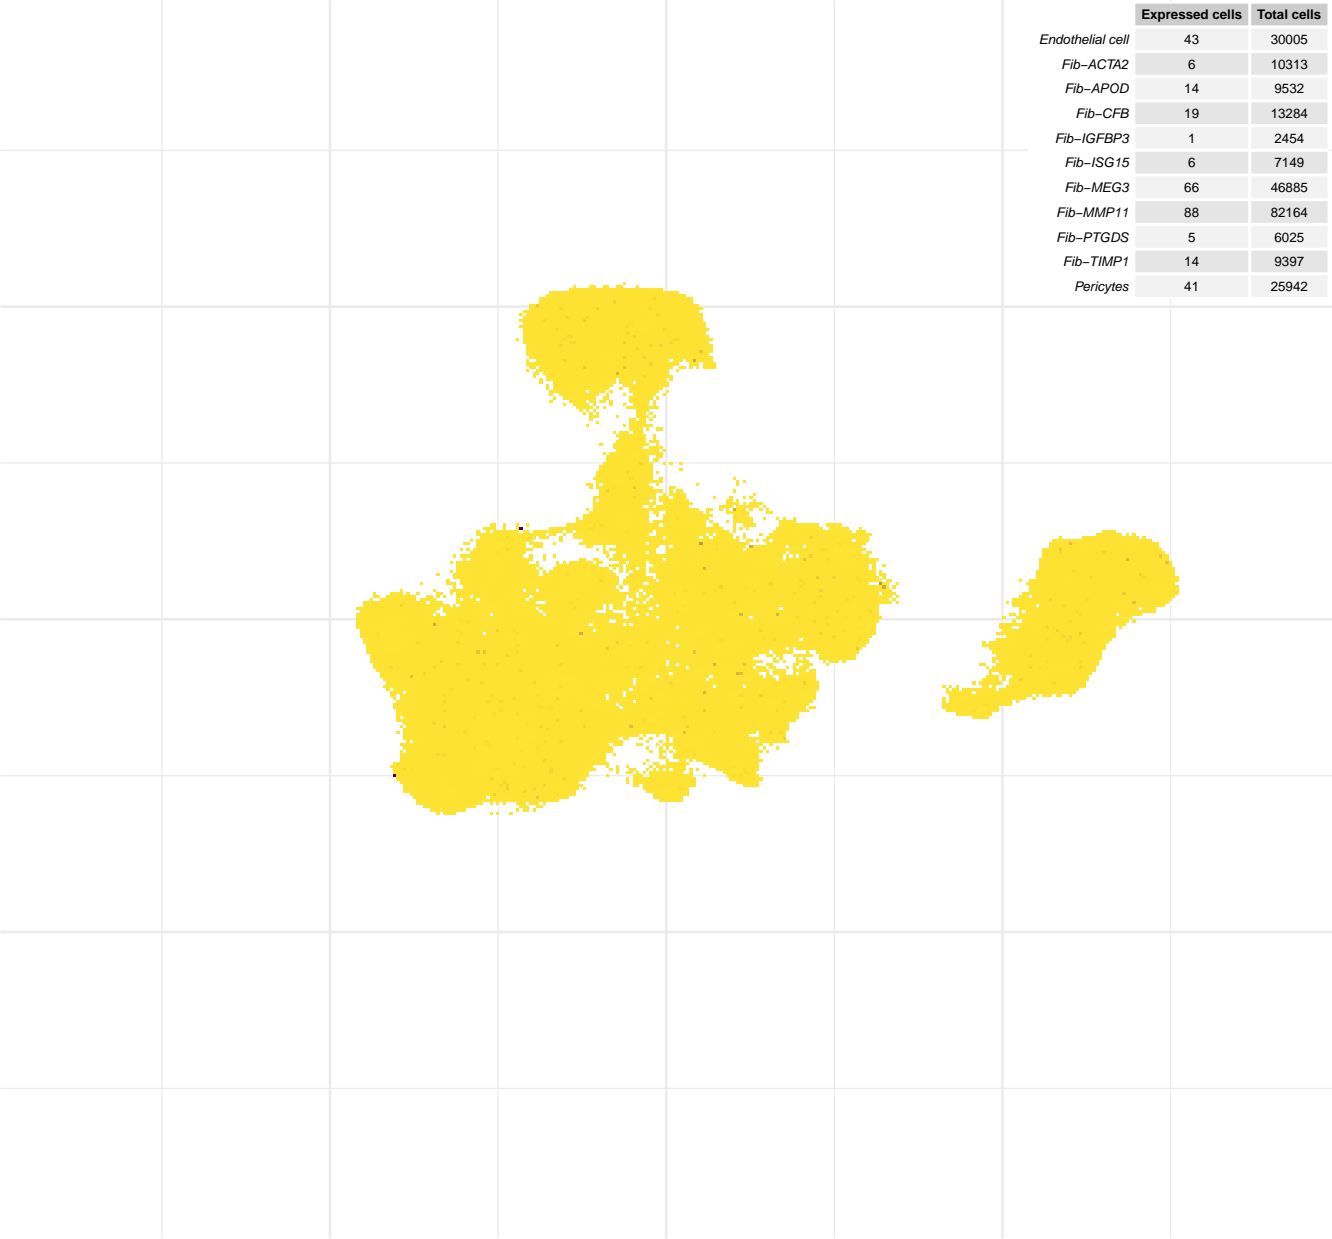 Expressed cells Total cells
Endothelial cell 43 30005
Fib−ACTA2 6 10313
Fib−APOD 14 9532
Fib−CFB 19 13284
Fib−IGFBP3 1 2454
Fib−ISG15 6 7149
Fib−MEG3 66 46885
Fib−MMP11 88 82164
Fib−PTGDS 5 6025
Fib−TIMP1 14 9397
Pericytes 41 25942